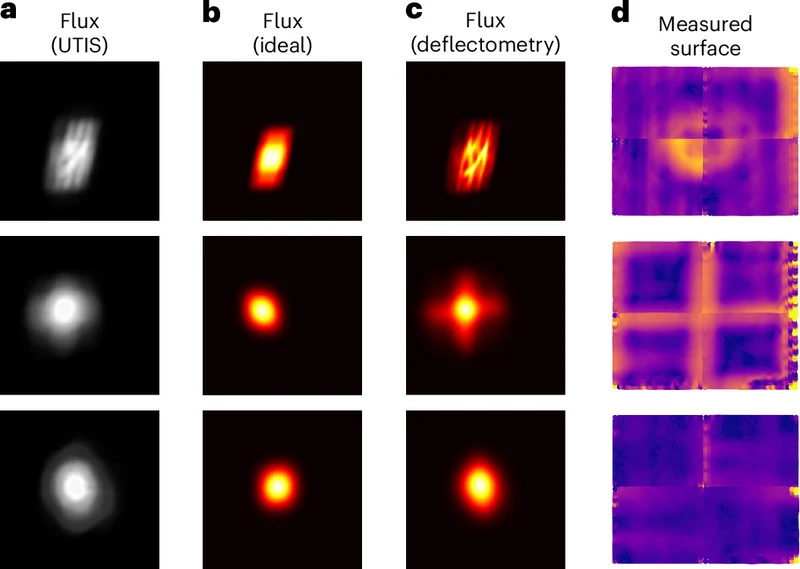 a
Flux
(UTIS)
b
Flux
(ideal)
c
Flux
(deflectometry)
d
Measured
surface